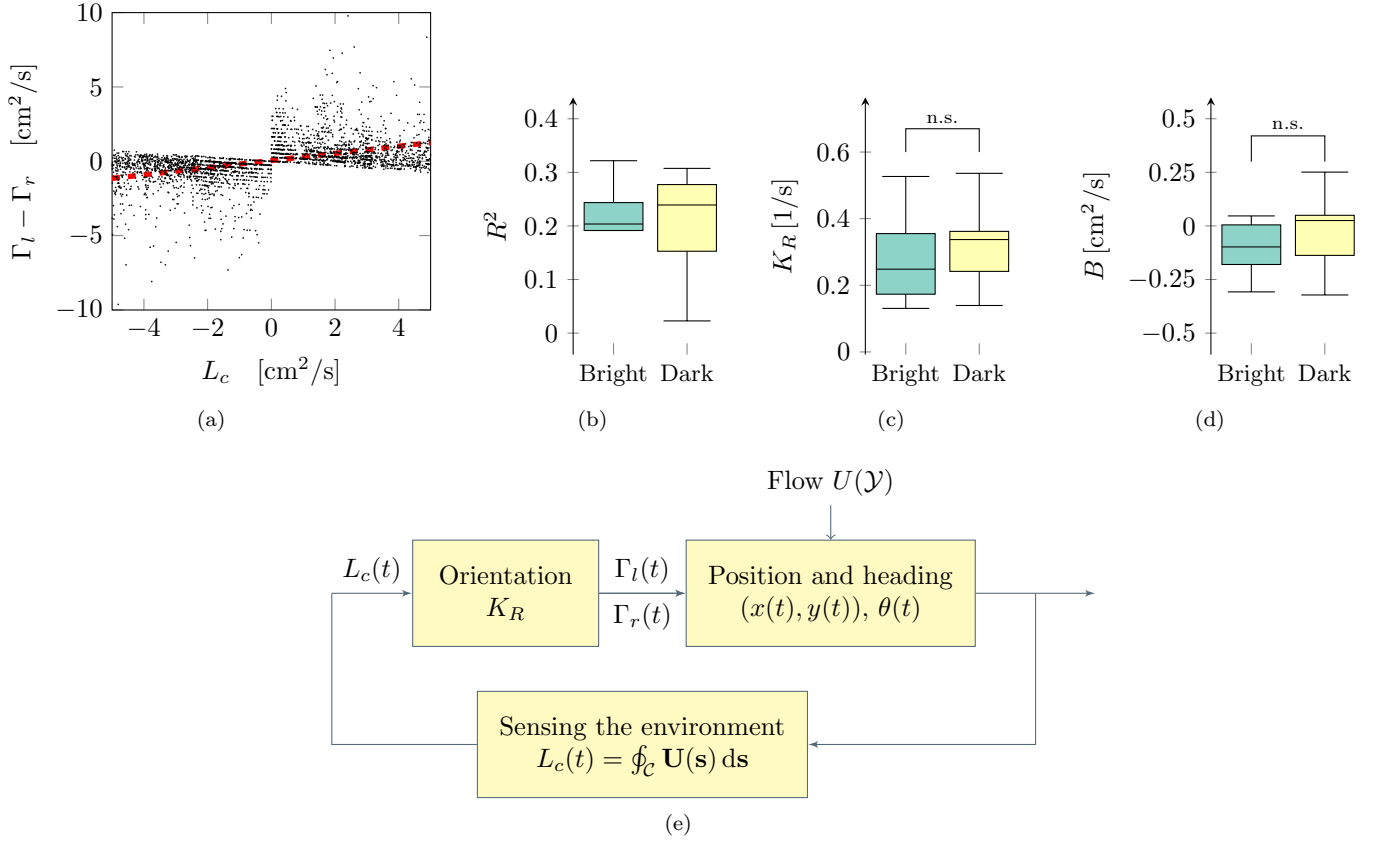 10
5
0
−5
−10
−4 −2 0 2 4
Γl − Γr [cm²/s]
Lc [cm²/s]
(a)
0.4
0.3
0.2
0.1
0
R²
Bright Dark
(b)
n.s.
0.6
0.4
0.2
0
KR [1/s]
Bright Dark
(c)
n.s.
0.5
0.25
0
−0.25
−0.5
B [cm²/s]
Bright Dark
(d)
Flow U(𝒴)
Lc(t)
Orientation
KR
Γl(t)
Γr(t)
Position and heading
(x(t), y(t)), θ(t)
Sensing the environment
Lc(t) = ∮𝒞 U(s) ds
(e)